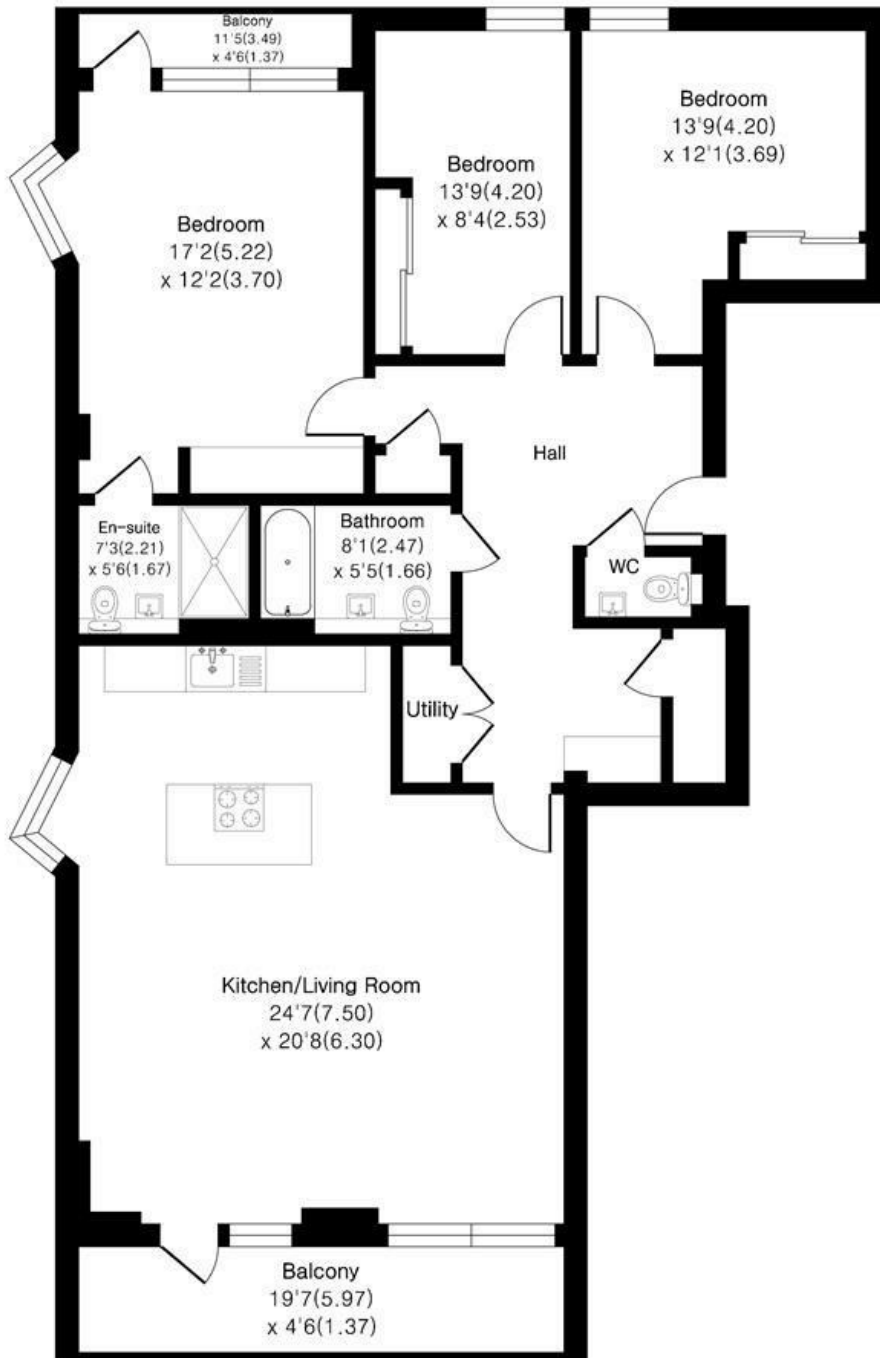 Balcony
11'5(3.49)
x 4'6(1.37)
Bedroom
13'9(4.20)
x 12'1(3.69)
Bedroom
13'9(4.20)
x 8'4(2.53)
Bedroom
17'2(5.22)
x 12'2(3.70)
Hall
En-suite
7'3(2.21)
x 5'6(1.67)
Bathroom
8'1(2.47)
x 5'5(1.66)
WC
Utility
Kitchen/Living Room
24'7(7.50)
x 20'8(6.30)
Balcony
19'7(5.97)
x 4'6(1.37)